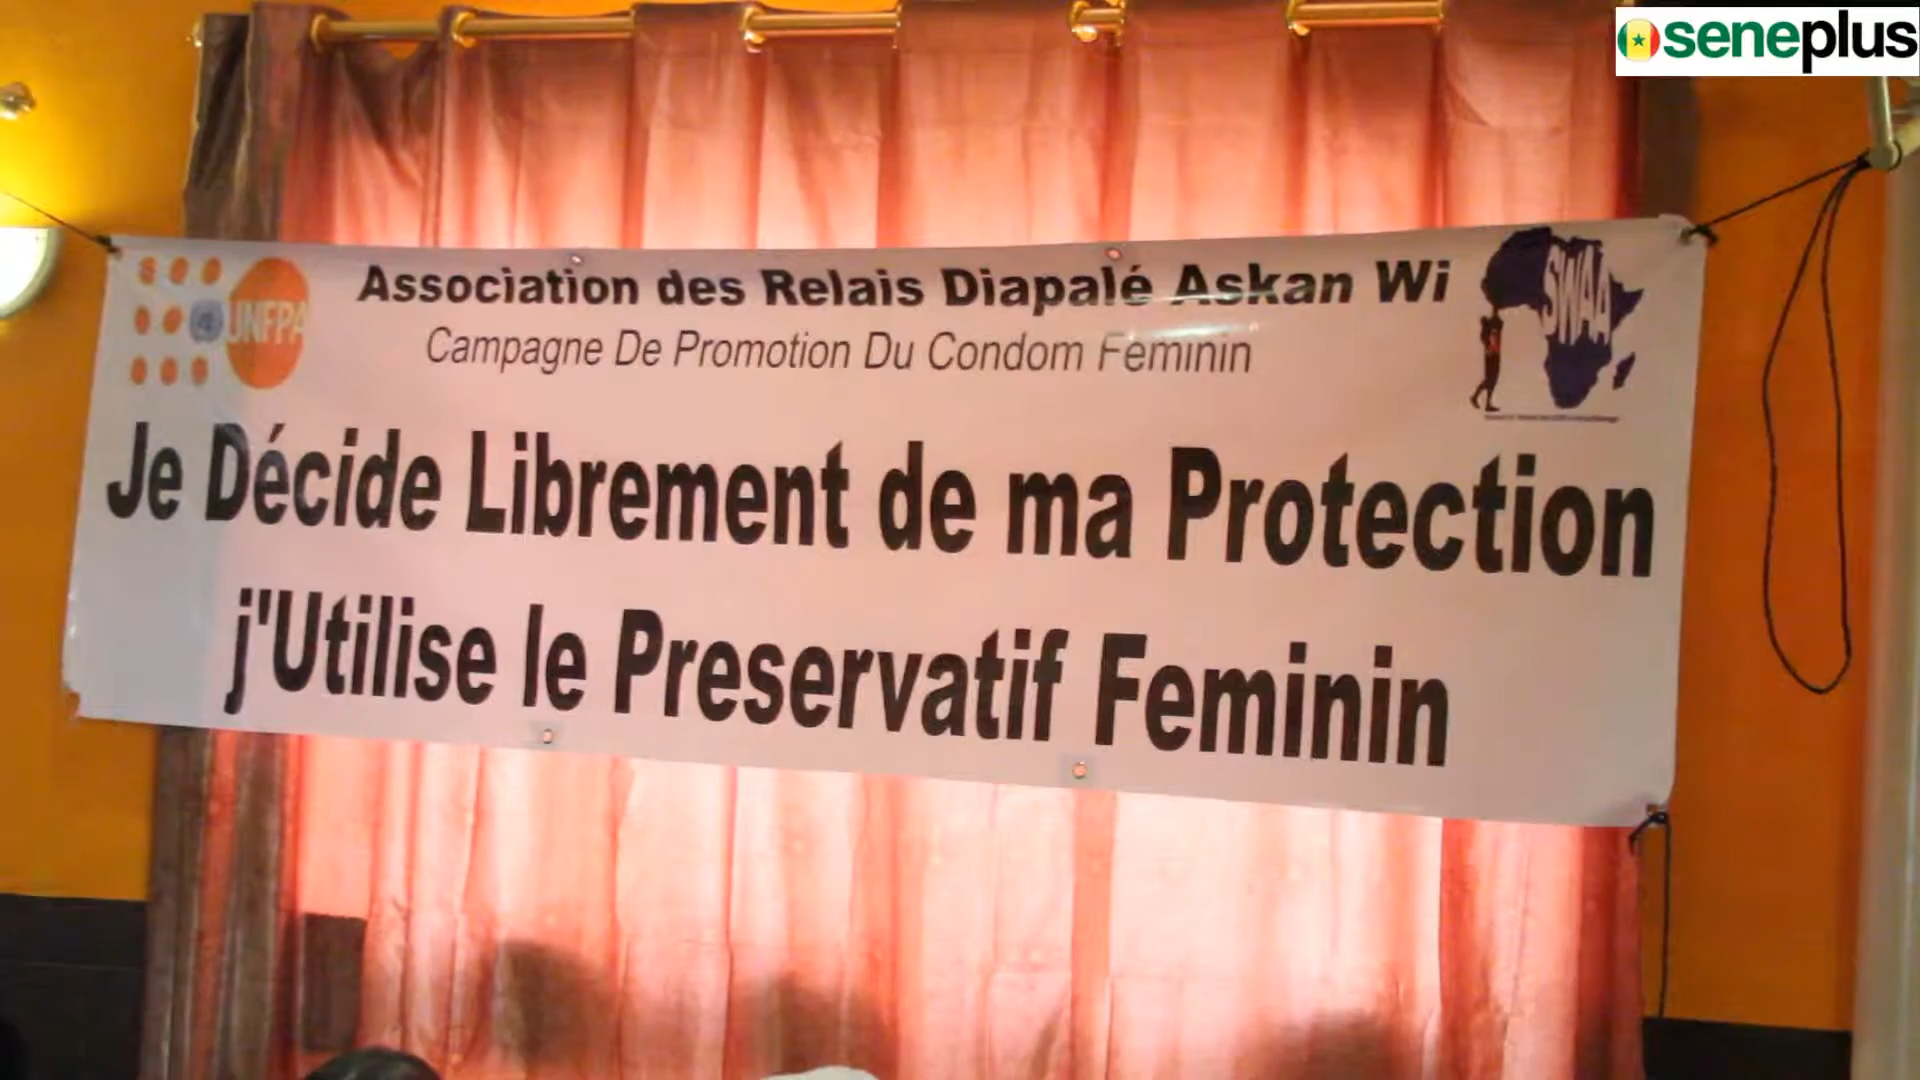 seneplus
UNFPA
Association des Relais Diapalé Askan Wi
SWAA
Campagne De Promotion Du Condom Feminin
Je Décide Librement de ma Protection
j'Utilise le Preservatif Feminin